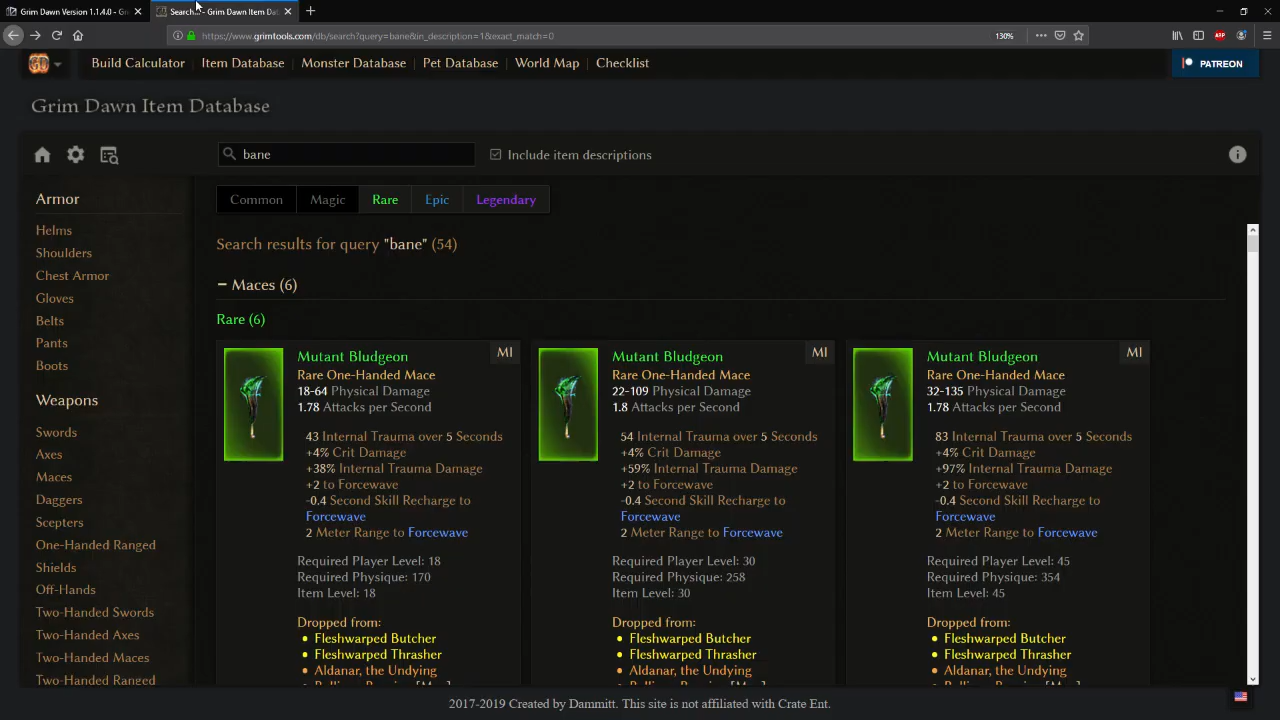 Grim Dawn Version 1.1.4.0 - Gr
Search... - Grim Dawn Item Dat
https://www.grimtools.com/db/search?query=bane&in_description=1&exact_match=0
130%
ABP
Build Calculator
Item Database
Monster Database
Pet Database
World Map
Checklist
PATREON
Grim Dawn Item Database
bane
Include item descriptions
Armor
Helms
Shoulders
Chest Armor
Gloves
Belts
Pants
Boots
Weapons
Swords
Axes
Maces
Daggers
Scepters
One-Handed Ranged
Shields
Off-Hands
Two-Handed Swords
Two-Handed Axes
Two-Handed Maces
Two-Handed Ranged
Common
Magic
Rare
Epic
Legendary
Search results for query "bane" (54)
Maces (6)
Rare (6)
Mutant Bludgeon
MI
Rare One-Handed Mace
18-64 Physical Damage
1.78 Attacks per Second
43 Internal Trauma over 5 Seconds
+4% Crit Damage
+38% Internal Trauma Damage
+2 to Forcewave
-0.4 Second Skill Recharge to
Forcewave
2 Meter Range to Forcewave
Required Player Level: 18
Required Physique: 170
Item Level: 18
Dropped from:
Fleshwarped Butcher
Fleshwarped Thrasher
Aldanar, the Undying
Mutant Bludgeon
MI
Rare One-Handed Mace
22-109 Physical Damage
1.8 Attacks per Second
54 Internal Trauma over 5 Seconds
+4% Crit Damage
+59% Internal Trauma Damage
+2 to Forcewave
-0.4 Second Skill Recharge to
Forcewave
2 Meter Range to Forcewave
Required Player Level: 30
Required Physique: 258
Item Level: 30
Dropped from:
Fleshwarped Butcher
Fleshwarped Thrasher
Aldanar, the Undying
Mutant Bludgeon
MI
Rare One-Handed Mace
32-135 Physical Damage
1.78 Attacks per Second
83 Internal Trauma over 5 Seconds
+4% Crit Damage
+97% Internal Trauma Damage
+2 to Forcewave
-0.4 Second Skill Recharge to
Forcewave
2 Meter Range to Forcewave
Required Player Level: 45
Required Physique: 354
Item Level: 45
Dropped from:
Fleshwarped Butcher
Fleshwarped Thrasher
Aldanar, the Undying
2017-2019 Created by Dammitt. This site is not affiliated with Crate Ent.